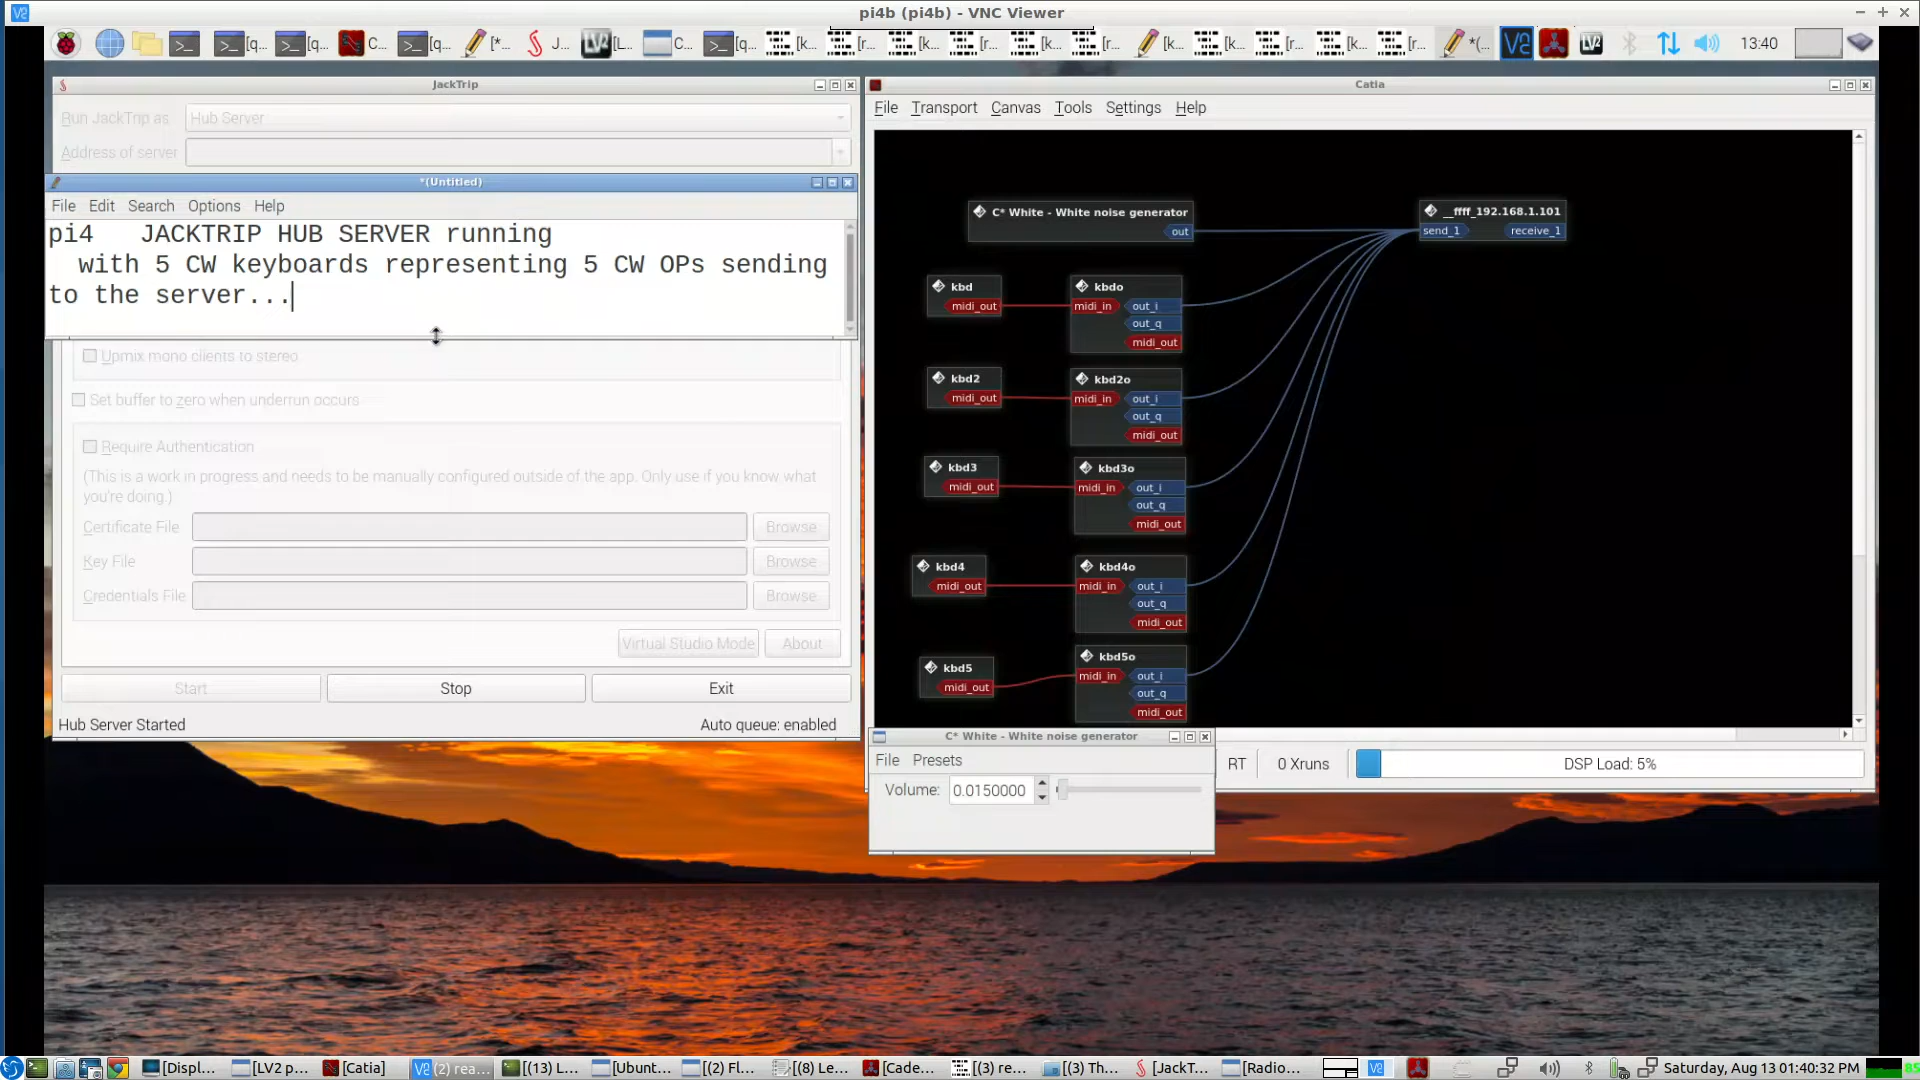 pi4b (pi4b) - VNC Viewer
[q... [q... C... [q... [*... J... [L... C... [q... [k... [r... [k... [r... [k... [r... [k... [k... [r... [k... [r... *(... 13:40
JackTrip
Run JackTrip as Hub Server
Address of server
*(Untitled)
File Edit Search Options Help
pi4 JACKTRIP HUB SERVER running
with 5 CW keyboards representing 5 CW OPs sending
to the server...
Upmix mono clients to stereo
Set buffer to zero when underrun occurs
Require Authentication
(This is a work in progress and needs to be manually configured outside of the app. Only use if you know what
you're doing.)
Certificate File Browse
Key File Browse
Credentials File Browse
Virtual Studio Mode About
Start Stop Exit
Hub Server Started Auto queue: enabled
Catia
File Transport Canvas Tools Settings Help
C* White - White noise generator
out
__ffff_192.168.1.101
send_1 receive_1
kbd kbdo
midi_out midi_in out_i
out_q
midi_out
kbd2 kbd2o
midi_out midi_in out_i
out_q
midi_out
kbd3 kbd3o
midi_out midi_in out_i
out_q
midi_out
kbd4 kbd4o
midi_out midi_in out_i
out_q
midi_out
kbd5 kbd5o
midi_out midi_in out_i
out_q
midi_out
C* White - White noise generator
File Presets
Volume: 0.0150000
RT 0 Xruns DSP Load: 5%
[Displ... [LV2 p... [Catia] (2) rea... [(13) L... [Ubunt... [(2) Fl... [(8) Le... [Cade... [(3) re... [(3) Th... [JackT... [Radio... Saturday, Aug 13 01:40:32 PM